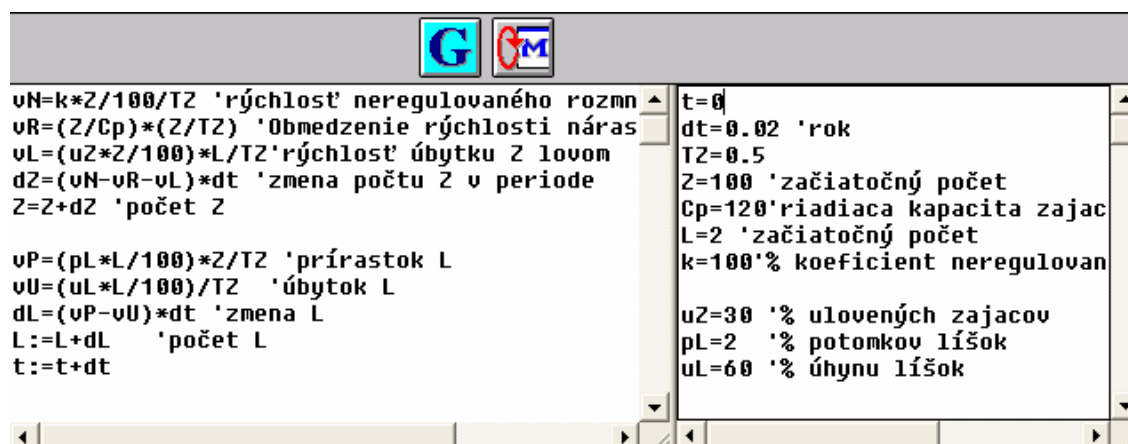 G
M
vN=k*Z/100/TZ 'rýchlosť neregulovaného rozmn
vR=(Z/Cp)*(Z/TZ) 'Obmedzenie rýchlosti náras
vL=(uZ*Z/100)*L/TZ'rýchlosť úbytku Z lovom
dZ=(vN-vR-vL)*dt 'zmena počtu Z v periode
Z=Z+dZ 'počet Z
vP=(pL*L/100)*Z/TZ 'prírastok L
vU=(uL*L/100)/TZ 'úbytok L
dL=(vP-vU)*dt 'zmena L
L:=L+dL 'počet L
t:=t+dt
t=0
dt=0.02 'rok
TZ=0.5
Z=100 'začiatočný počet
Cp=120'riadiaca kapacita zajac
L=2 'začiatočný počet
k=100'% koeficient neregulovan
uZ=30 '% ulovených zajacov
pL=2 '% potomkov líšok
uL=60 '% úhynu líšok